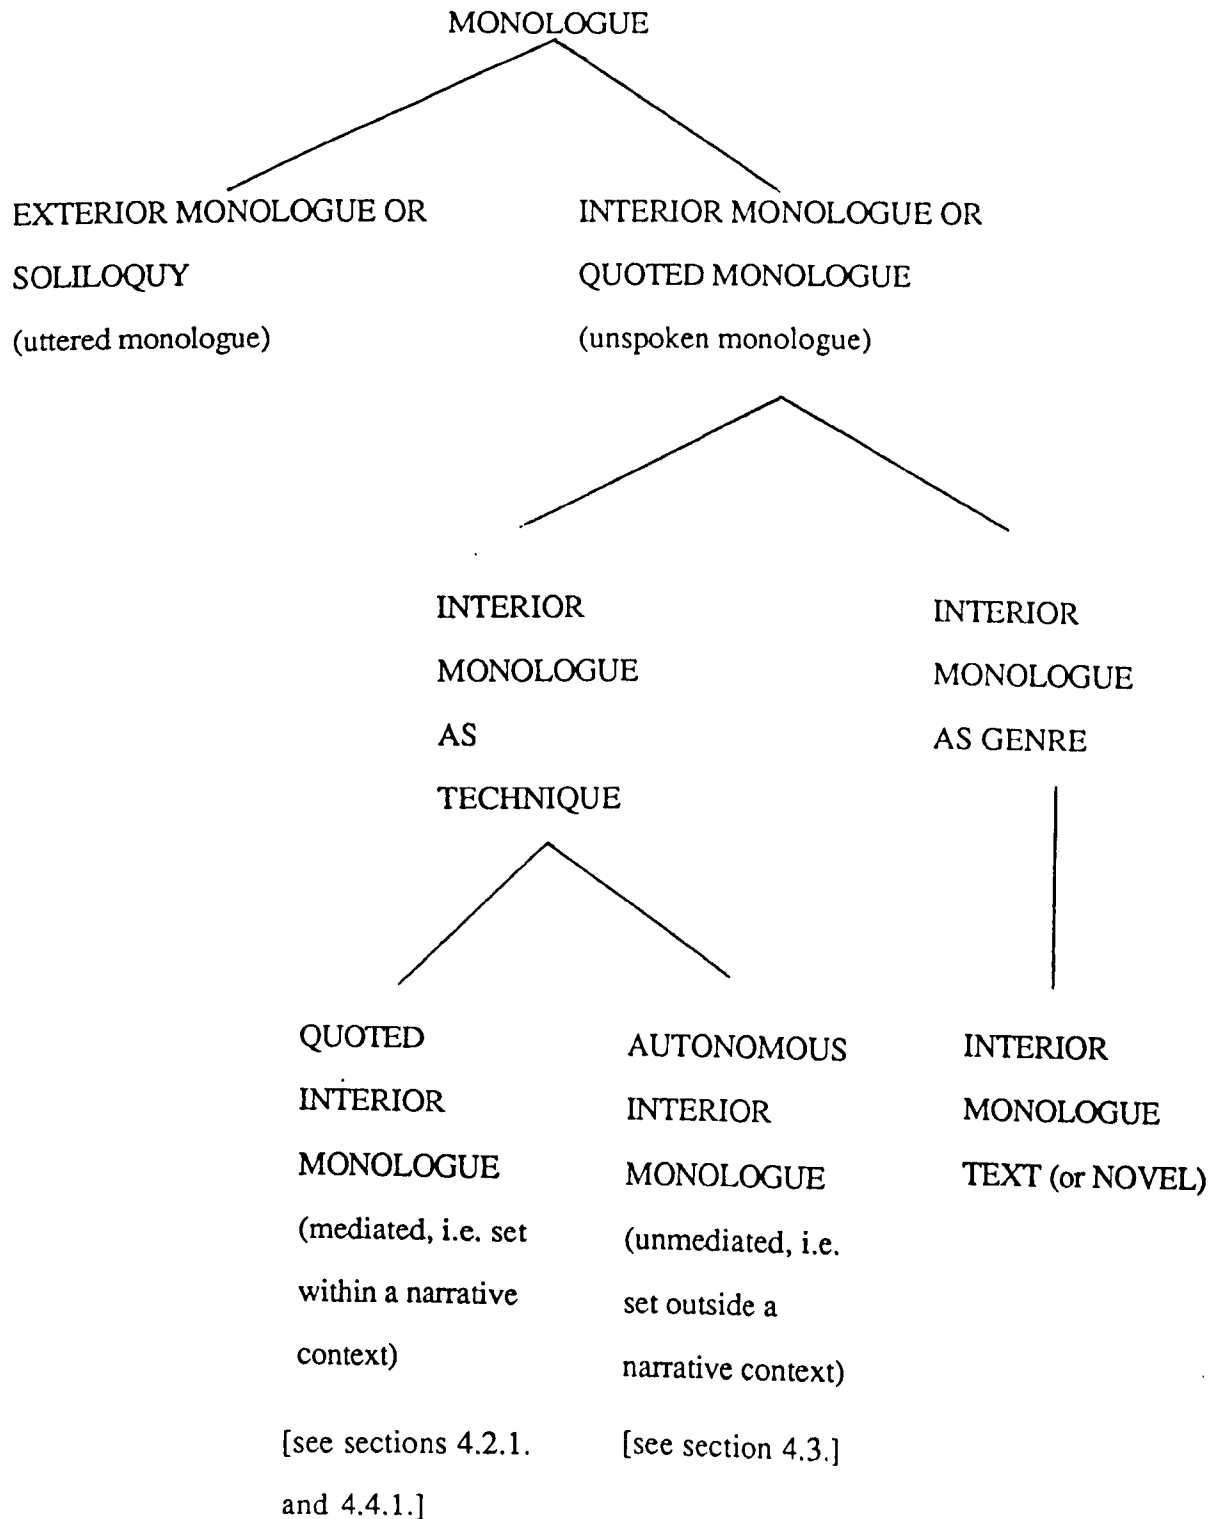 MONOLOGUE
EXTERIOR MONOLOGUE OR
SOLILOQUY
(uttered monologue)
INTERIOR MONOLOGUE OR
QUOTED MONOLOGUE
(unspoken monologue)
INTERIOR
MONOLOGUE
AS
TECHNIQUE
INTERIOR
MONOLOGUE
AS GENRE
QUOTED
INTERIOR
MONOLOGUE
(mediated, i.e. set
within a narrative
context)
[see sections 4.2.1.
and 4.4.1.]
AUTONOMOUS
INTERIOR
MONOLOGUE
(unmediated, i.e.
set outside a
narrative context)
[see section 4.3.]
INTERIOR
MONOLOGUE
TEXT (or NOVEL)